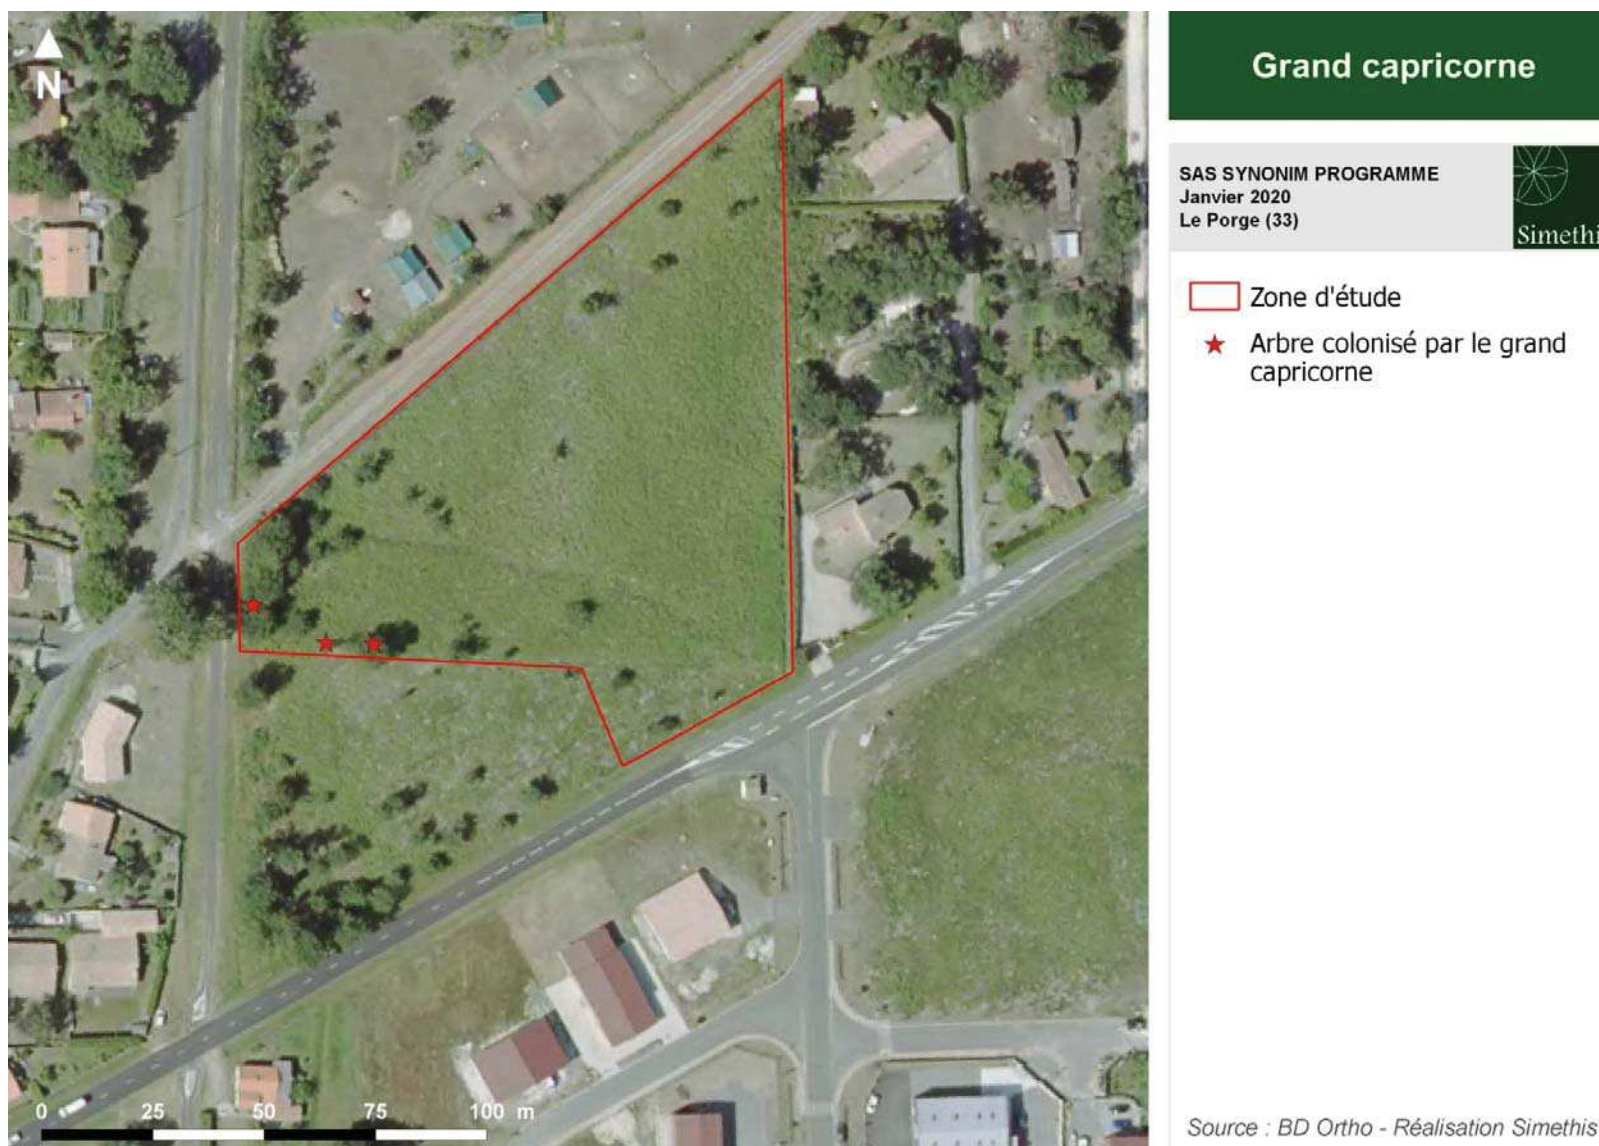 N
Grand capricorne
SAS SYNONIM PROGRAMME
Janvier 2020
Le Porge (33)
Simethi
Zone d'étude
Arbre colonisé par le grand
capricorne
0 25 50 75 100 m
Source : BD Ortho - Réalisation Simethis